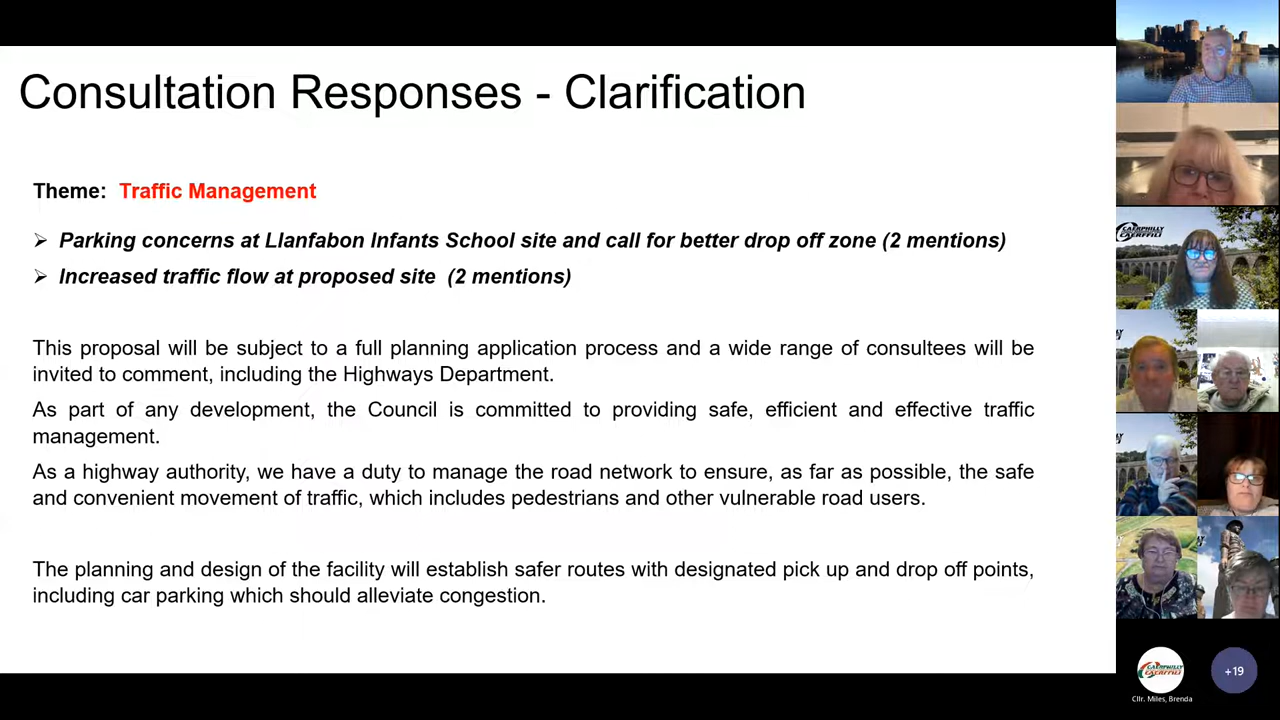 Consultation Responses - Clarification
Theme: Traffic Management
Parking concerns at Llanfabon Infants School site and call for better drop off zone (2 mentions)
Increased traffic flow at proposed site (2 mentions)
This proposal will be subject to a full planning application process and a wide range of consultees will be
invited to comment, including the Highways Department.
As part of any development, the Council is committed to providing safe, efficient and effective traffic
management.
As a highway authority, we have a duty to manage the road network to ensure, as far as possible, the safe
and convenient movement of traffic, which includes pedestrians and other vulnerable road users.
The planning and design of the facility will establish safer routes with designated pick up and drop off points,
including car parking which should alleviate congestion.
CAERPHILLY
CAERFFILI
CAERPHILLY
CAERFFILI
+19
Cllr. Miles, Brenda